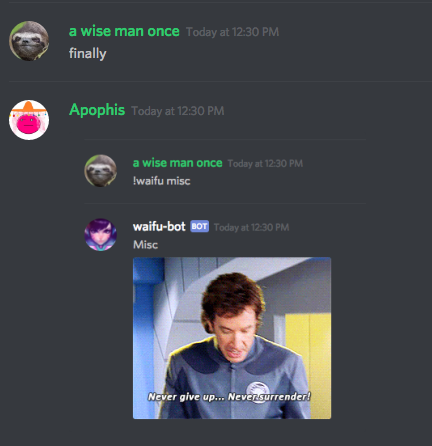 a wise man once Today at 12:30 PM
finally
Apophis Today at 12:30 PM
a wise man once Today at 12:30 PM
!waifu misc
waifu-bot BOT Today at 12:30 PM
Misc
Never give up... Never surrender!